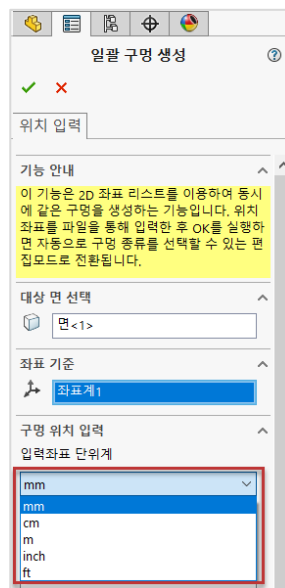 일괄 구멍 생성
위치 입력
기능 안내
이 기능은 2D 좌표 리스트를 이용하여 동시
에 같은 구멍을 생성하는 기능입니다. 위치
좌표를 파일을 통해 입력한 후 OK를 실행하
면 자동으로 구멍 종류를 선택할 수 있는 편
집모드로 전환됩니다.
대상 면 선택
면<1>
좌표 기준
좌표계1
구멍 위치 입력
입력좌표 단위계
mm
mm
cm
m
inch
ft